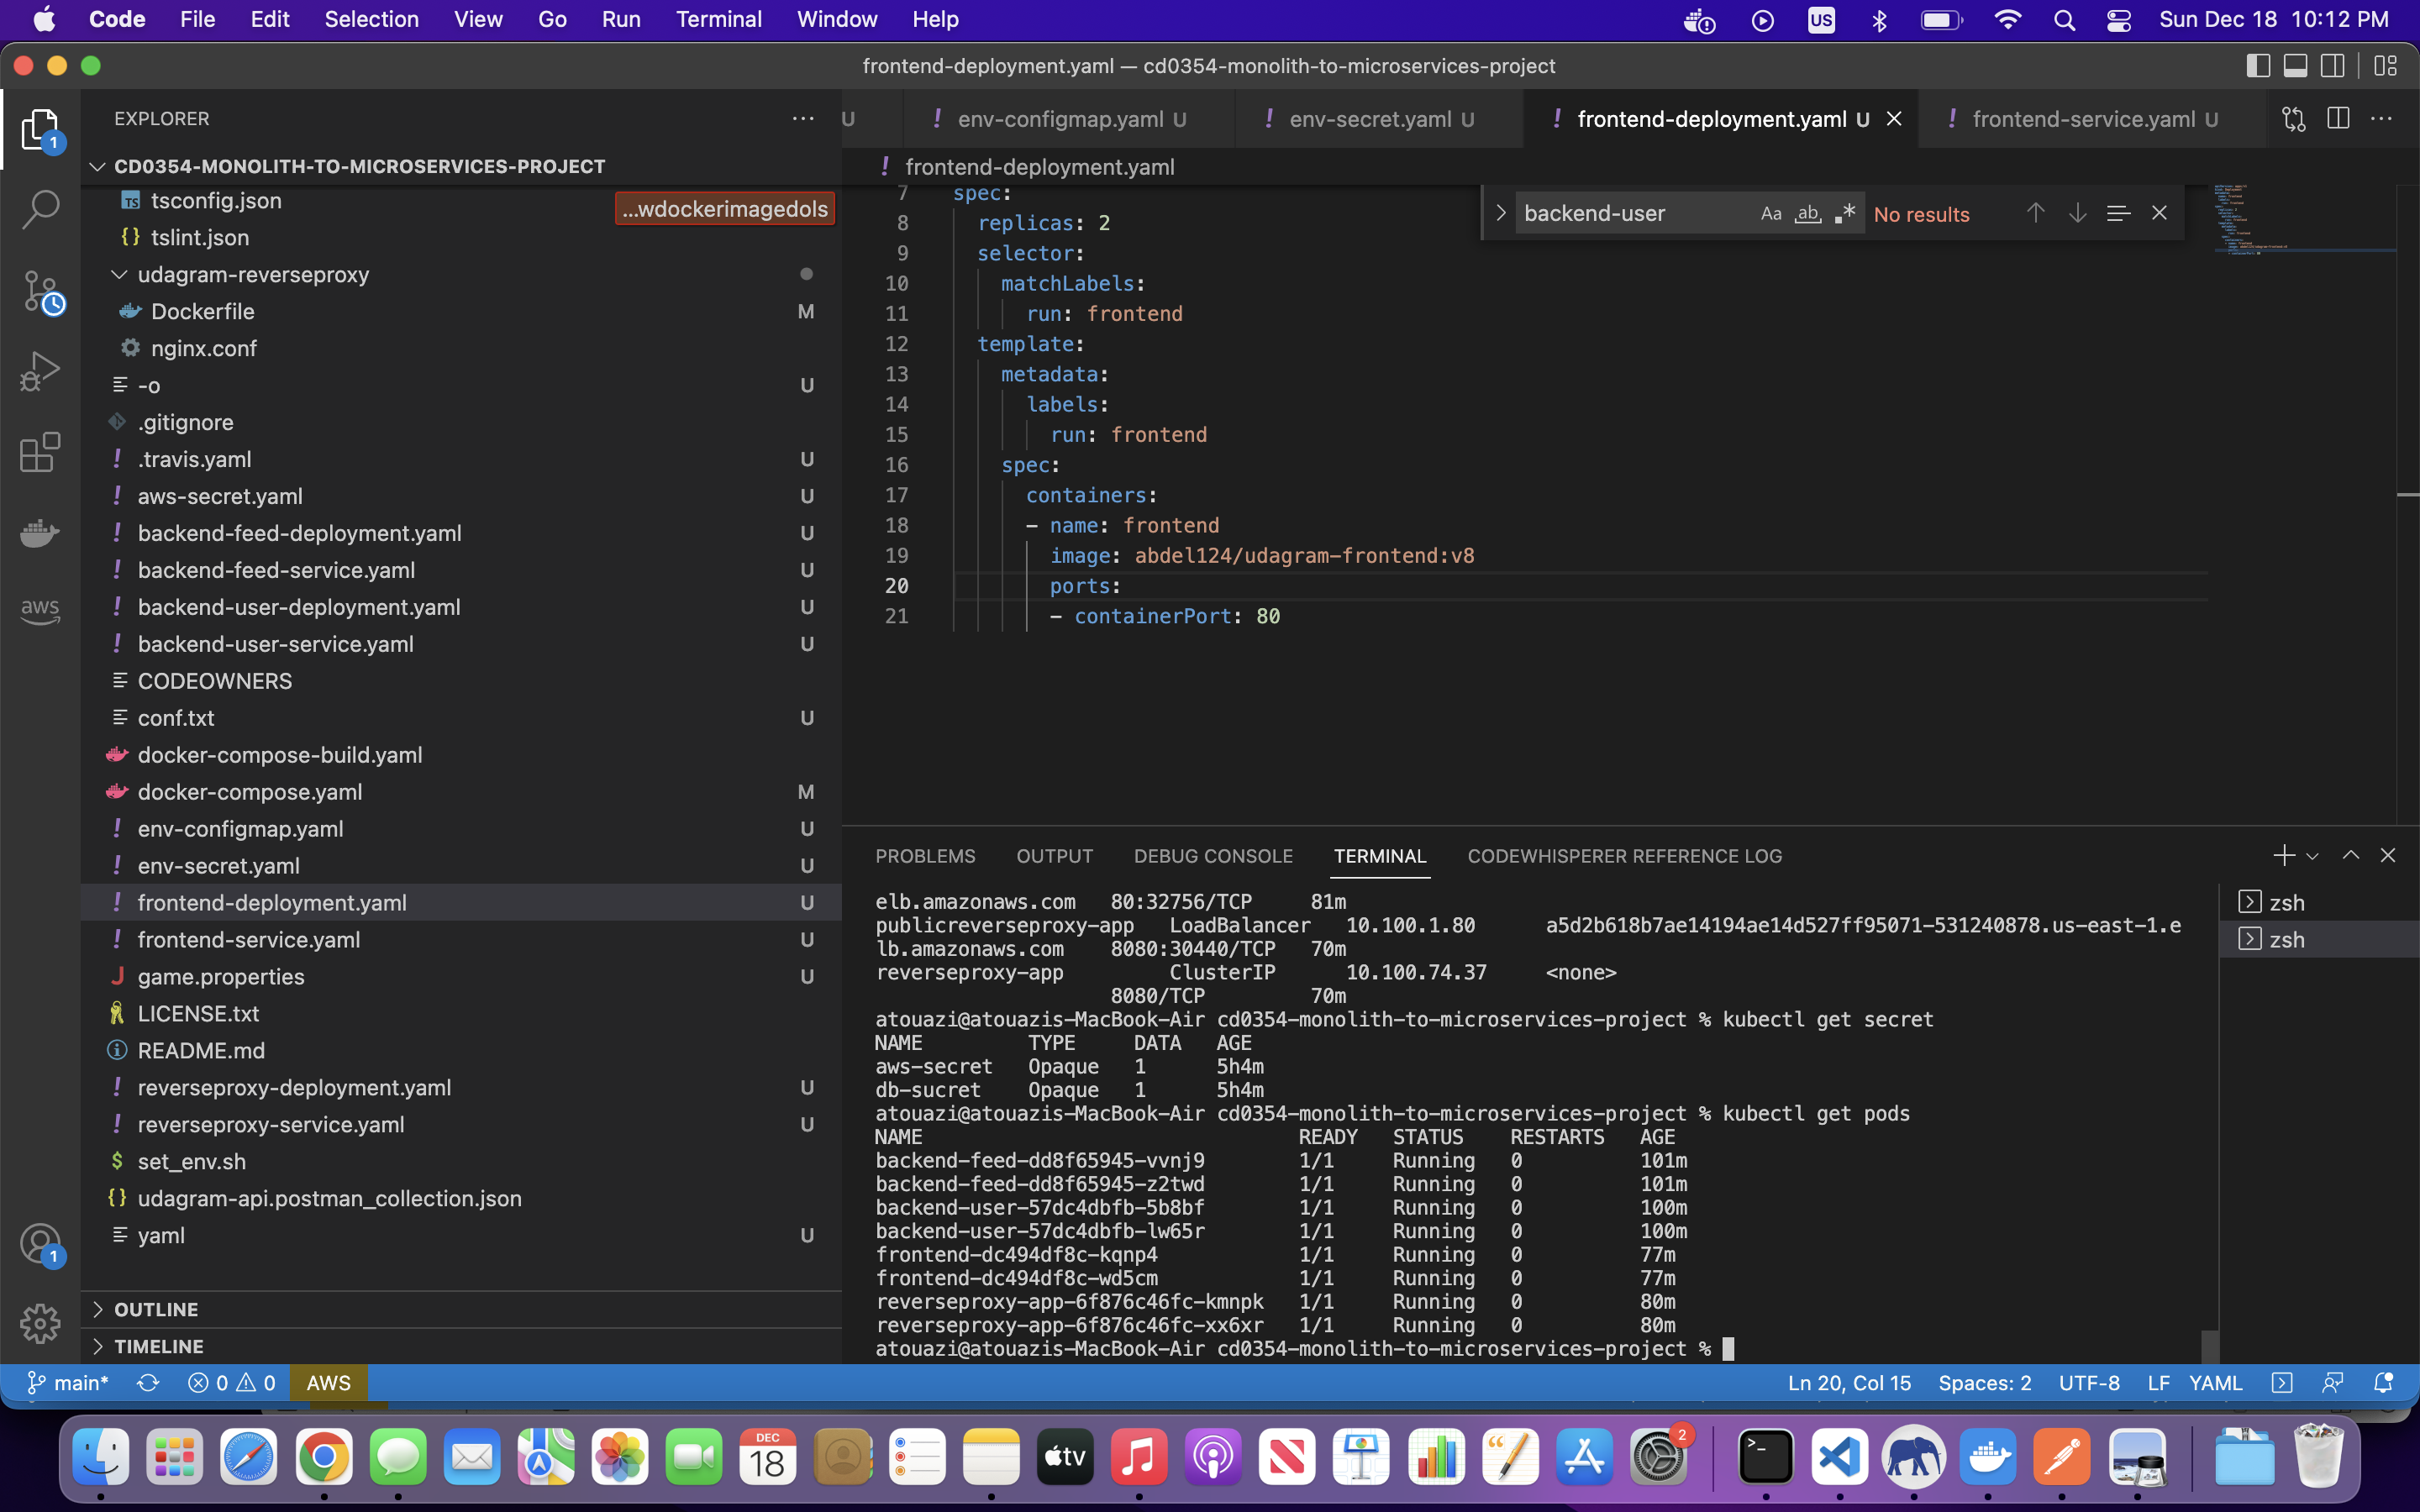 Code File Edit Selection View Go Run Terminal Window Help US Sun Dec 18 10:12 PM
frontend-deployment.yaml — cd0354-monolith-to-microservices-project
EXPLORER
U env-configmap.yaml U env-secret.yaml U frontend-deployment.yaml U frontend-service.yaml U
CD0354-MONOLITH-TO-MICROSERVICES-PROJECT
frontend-deployment.yaml
tsconfig.json
...wdockerimagedols
tslint.json
udagram-reverseproxy
Dockerfile M
nginx.conf
-o U
.gitignore
.travis.yaml U
aws-secret.yaml U
backend-feed-deployment.yaml U
backend-feed-service.yaml U
backend-user-deployment.yaml U
backend-user-service.yaml U
CODEOWNERS
conf.txt U
docker-compose-build.yaml
docker-compose.yaml M
env-configmap.yaml U
env-secret.yaml U
frontend-deployment.yaml U
frontend-service.yaml U
game.properties U
LICENSE.txt
README.md
reverseproxy-deployment.yaml U
reverseproxy-service.yaml U
set_env.sh
udagram-api.postman_collection.json
yaml U
OUTLINE
TIMELINE
aws
1
1
backend-user Aa ab No results
7 spec:
8 replicas: 2
9 selector:
10 matchLabels:
11 run: frontend
12 template:
13 metadata:
14 labels:
15 run: frontend
16 spec:
17 containers:
18 - name: frontend
19 image: abdel124/udagram-frontend:v8
20 ports:
21 - containerPort: 80
PROBLEMS OUTPUT DEBUG CONSOLE TERMINAL CODEWHISPERER REFERENCE LOG
elb.amazonaws.com 80:32756/TCP 81m
publicreverseproxy-app LoadBalancer 10.100.1.80 a5d2b618b7ae14194ae14d527ff95071-531240878.us-east-1.e
lb.amazonaws.com 8080:30440/TCP 70m
reverseproxy-app ClusterIP 10.100.74.37 <none>
8080/TCP 70m
atouazi@atouazis-MacBook-Air cd0354-monolith-to-microservices-project % kubectl get secret
NAME TYPE DATA AGE
aws-secret Opaque 1 5h4m
db-sucret Opaque 1 5h4m
atouazi@atouazis-MacBook-Air cd0354-monolith-to-microservices-project % kubectl get pods
NAME READY STATUS RESTARTS AGE
backend-feed-dd8f65945-vvnj9 1/1 Running 0 101m
backend-feed-dd8f65945-z2twd 1/1 Running 0 101m
backend-user-57dc4dbfb-5b8bf 1/1 Running 0 100m
backend-user-57dc4dbfb-lw65r 1/1 Running 0 100m
frontend-dc494df8c-kqnp4 1/1 Running 0 77m
frontend-dc494df8c-wd5cm 1/1 Running 0 77m
reverseproxy-app-6f876c46fc-kmnpk 1/1 Running 0 80m
reverseproxy-app-6f876c46fc-xx6xr 1/1 Running 0 80m
atouazi@atouazis-MacBook-Air cd0354-monolith-to-microservices-project %
zsh
zsh
main* 0 0 AWS Ln 20, Col 15 Spaces: 2 UTF-8 LF YAML
DEC
18
tv
2